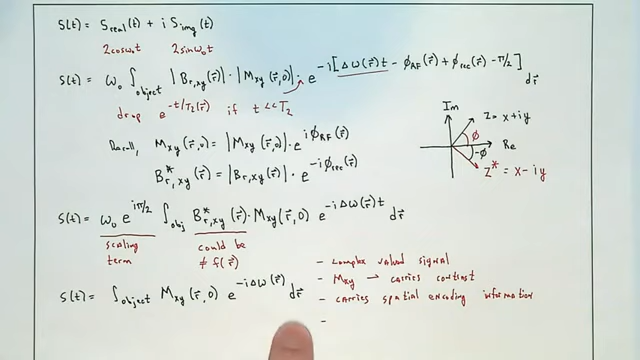 S(t) = S_real(t) + i S_img(t)
2cosω₀t 2sinω₀t
S(t) = ω₀ ∫_object |B_r,xy(r⃗)| · |M_xy(r⃗,0)| · e^{-i[Δω(r⃗)t - ϕ_RF(r⃗) + ϕ_rec(r⃗) - π/2]} dr⃗
drop e^{-t/T₂(r⃗)} if t << T₂
Recall, M_xy(r⃗,0) = |M_xy(r⃗,0)| · e^{iϕ_RF(r⃗)}
B*_r,xy(r⃗) = |B_r,xy(r⃗)| · e^{-iϕ_rec(r⃗)}
Im
Z = x + iy
ϕ
Re
-ϕ
Z* = x - iy
S(t) = ω₀ e^{iπ/2} ∫_obj B*_r,xy(r⃗) · M_xy(r⃗,0) e^{-iΔω(r⃗)t} dr⃗
scaling term
could be ≠ f(r⃗)
S(t) = ∫_object M_xy(r⃗,0) e^{-iΔω(r⃗)} dr⃗
- complex valued signal
- M_xy → carries contrast
- carries spatial encoding information
-